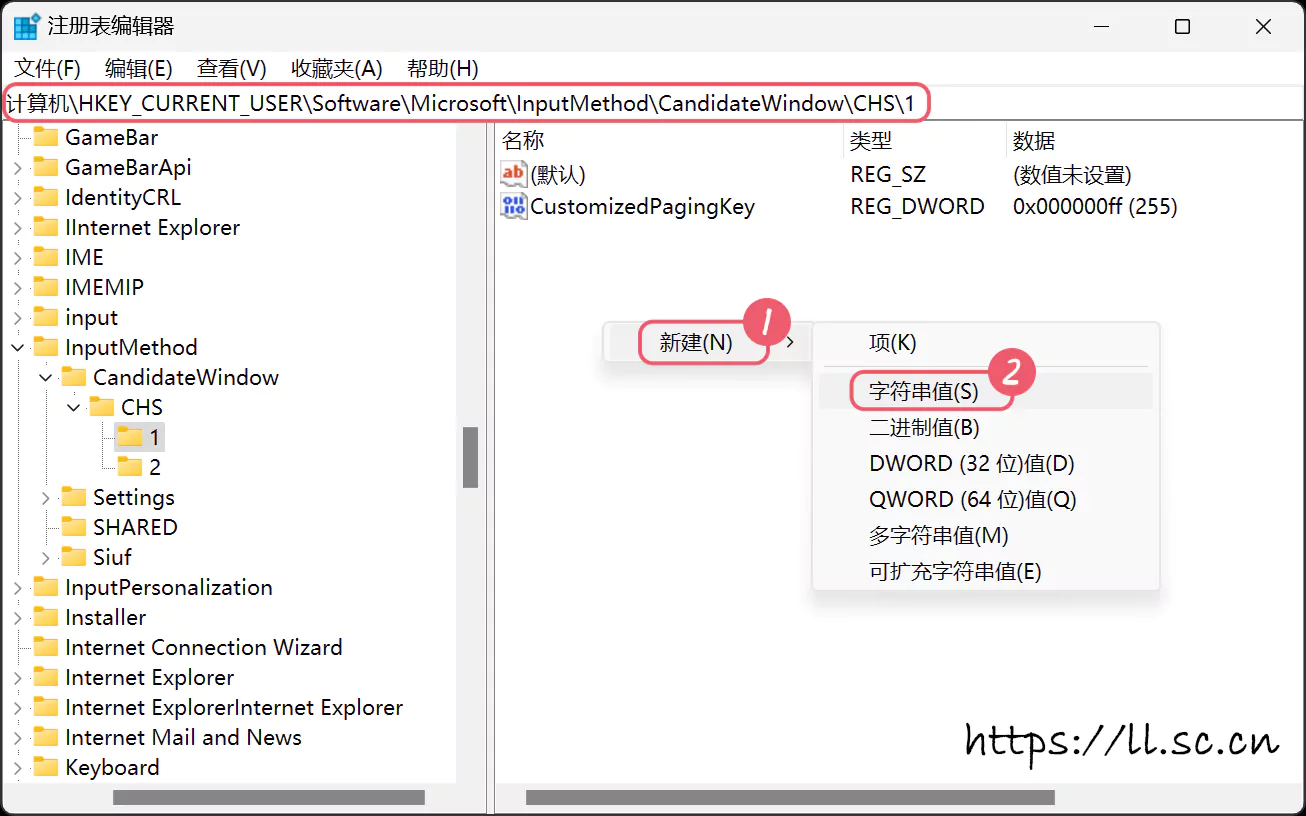 注册表编辑器
文件(F) 编辑(E) 查看(V) 收藏夹(A) 帮助(H)
计算机\HKEY_CURRENT_USER\Software\Microsoft\InputMethod\CandidateWindow\CHS\1
GameBar
GameBarApi
IdentityCRL
lInternet Explorer
IME
IMEMIP
input
InputMethod
CandidateWindow
CHS
1
2
Settings
SHARED
Siuf
InputPersonalization
Installer
Internet Connection Wizard
Internet Explorer
Internet ExplorerInternet Explorer
Internet Mail and News
Keyboard
名称 类型 数据
ab (默认) REG_SZ (数值未设置)
CustomizedPagingKey REG_DWORD 0x000000ff (255)
新建(N) 1
项(K)
字符串值(S) 2
二进制值(B)
DWORD (32 位)值(D)
QWORD (64 位)值(Q)
多字符串值(M)
可扩充字符串值(E)
https://ll.sc.cn